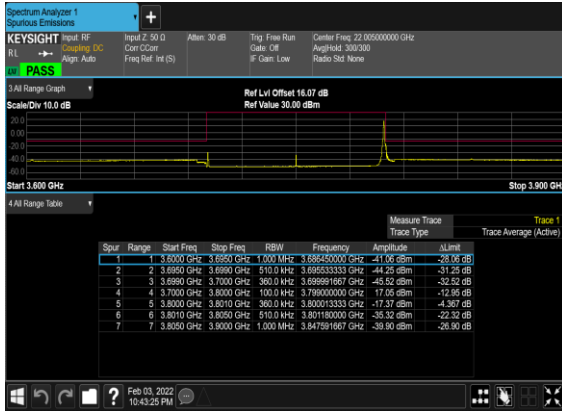 Spectrum Analyzer 1
Spurious Emissions
KEYSIGHT Input: RF Input Z: 50 Ω Atten: 30 dB Trig: Free Run Center Freq: 22.005000000 GHz
RL Coupling: DC Corr CCorr Gate: Off Avg|Hold: 300/300
Align: Auto Freq Ref: Int (S) IF Gain: Low Radio Std: None
PASS
3 All Range Graph
Ref Lvl Offset 16.07 dB
Scale/Div 10.0 dB Ref Value 30.00 dBm
20.0
0.00
-20.0
-40.0
-60.0
Start 3.600 GHz Stop 3.900 GHz
4 All Range Table
Measure Trace Trace 1
Trace Type Trace Average (Active)
Spur Range Start Freq Stop Freq RBW Frequency Amplitude ΔLimit
1 1 3.6000 GHz 3.6950 GHz 1.000 MHz 3.686450000 GHz -41.06 dBm -28.06 dB
2 2 3.6950 GHz 3.6990 GHz 510.0 kHz 3.695533333 GHz -44.25 dBm -31.25 dB
3 3 3.6990 GHz 3.7000 GHz 360.0 kHz 3.699991667 GHz -45.52 dBm -32.52 dB
4 4 3.7000 GHz 3.8000 GHz 100.0 kHz 3.799000000 GHz 17.05 dBm -12.95 dB
5 5 3.8000 GHz 3.8010 GHz 360.0 kHz 3.800013333 GHz -17.37 dBm -4.367 dB
6 6 3.8010 GHz 3.8050 GHz 510.0 kHz 3.801180000 GHz -35.32 dBm -22.32 dB
7 7 3.8050 GHz 3.9000 GHz 1.000 MHz 3.847591667 GHz -39.90 dBm -26.90 dB
Feb 03, 2022
10:43:25 PM